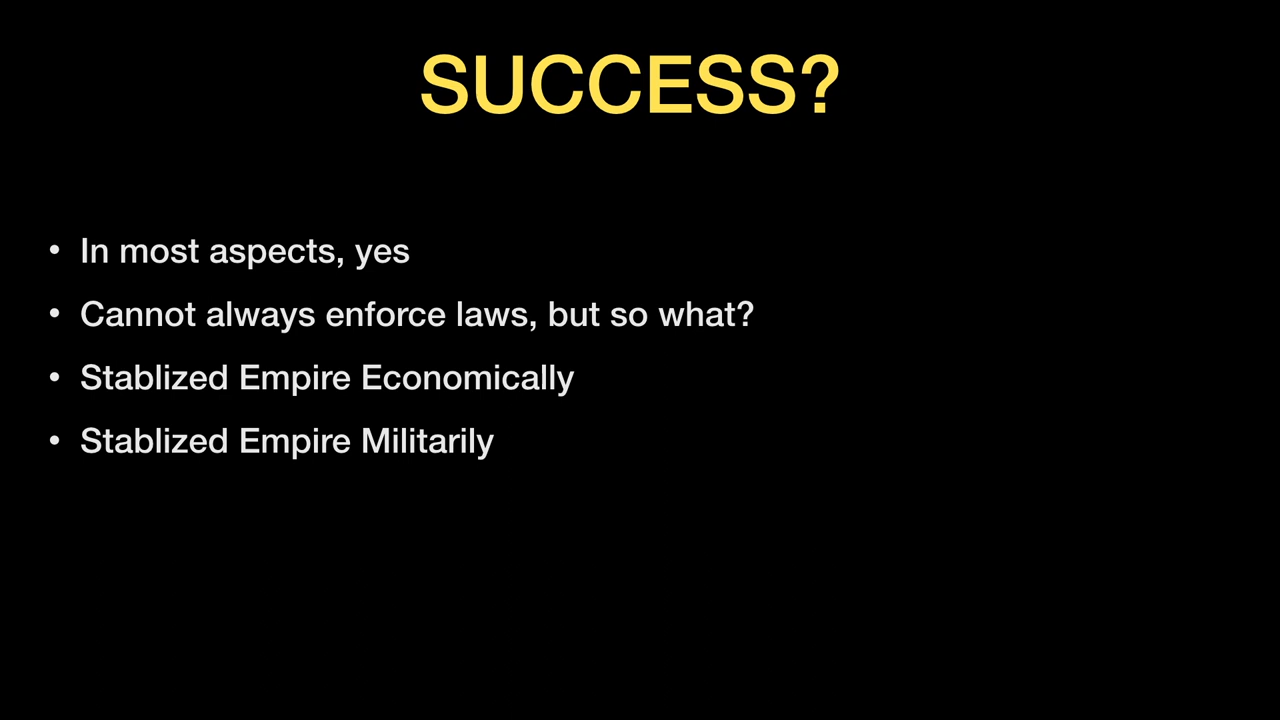 SUCCESS?
• In most aspects, yes
• Cannot always enforce laws, but so what?
• Stablized Empire Economically
• Stablized Empire Militarily